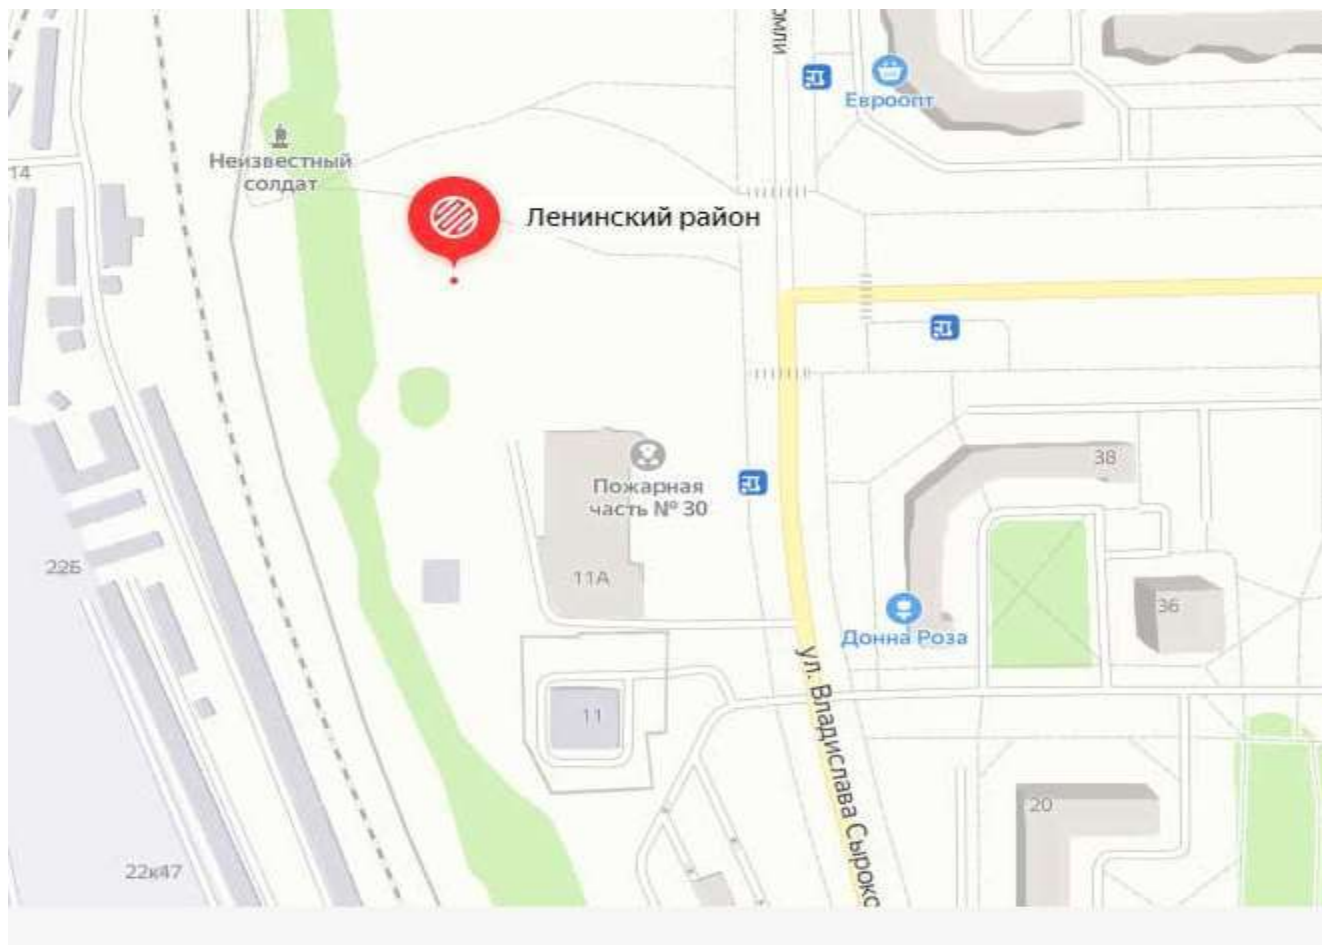 омли
Евроопт
Неизвестный
солдат
14
Ленинский район
38
Пожарная
часть № 30
22Б
11А
36
Донна Роза
ул. Владислава Сыроко
11
20
22к47